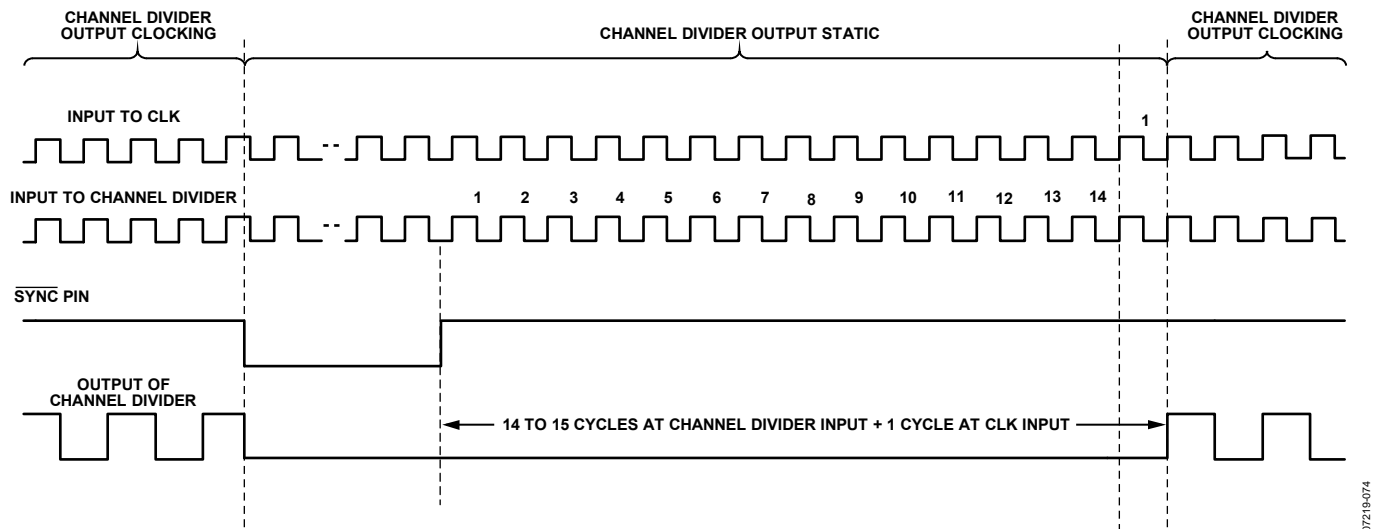 CHANNEL DIVIDER
OUTPUT CLOCKING
CHANNEL DIVIDER OUTPUT STATIC
CHANNEL DIVIDER
OUTPUT CLOCKING
INPUT TO CLK
1
INPUT TO CHANNEL DIVIDER
1 2 3 4 5 6 7 8 9 10 11 12 13 14
SYNC PIN
OUTPUT OF
CHANNEL DIVIDER
14 TO 15 CYCLES AT CHANNEL DIVIDER INPUT + 1 CYCLE AT CLK INPUT
07219-074